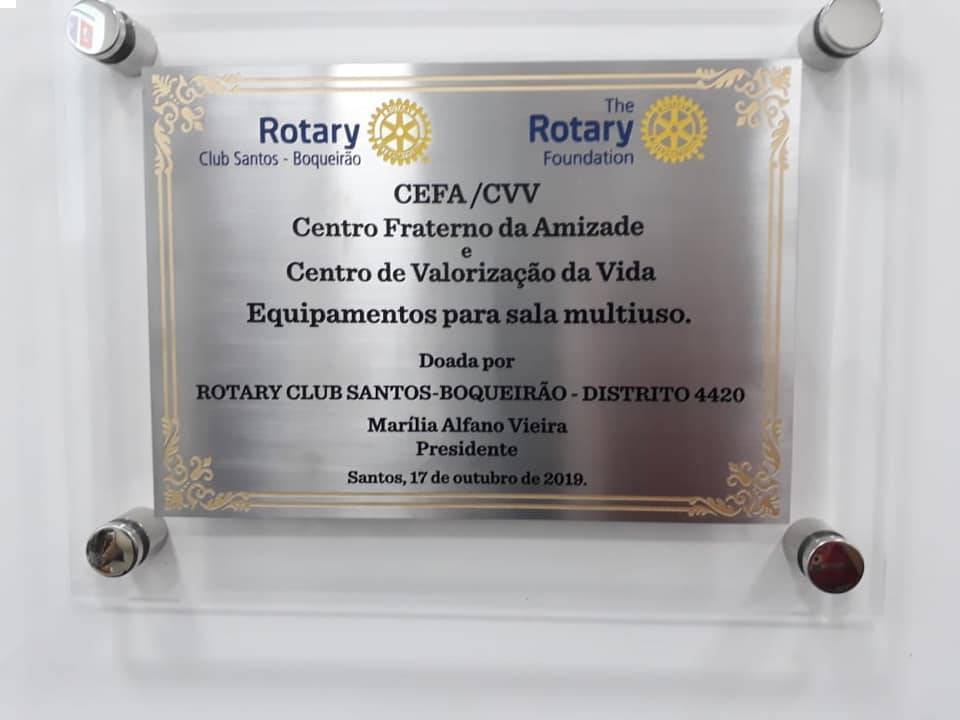 Rotary
Club Santos - Boqueirão
The
Rotary
Foundation
CEFA /CVV
Centro Fraterno da Amizade
e
Centro de Valorização da Vida
Equipamentos para sala multiuso.
Doada por
ROTARY CLUB SANTOS-BOQUEIRÃO - DISTRITO 4420
Marília Alfano Vieira
Presidente
Santos, 17 de outubro de 2019.